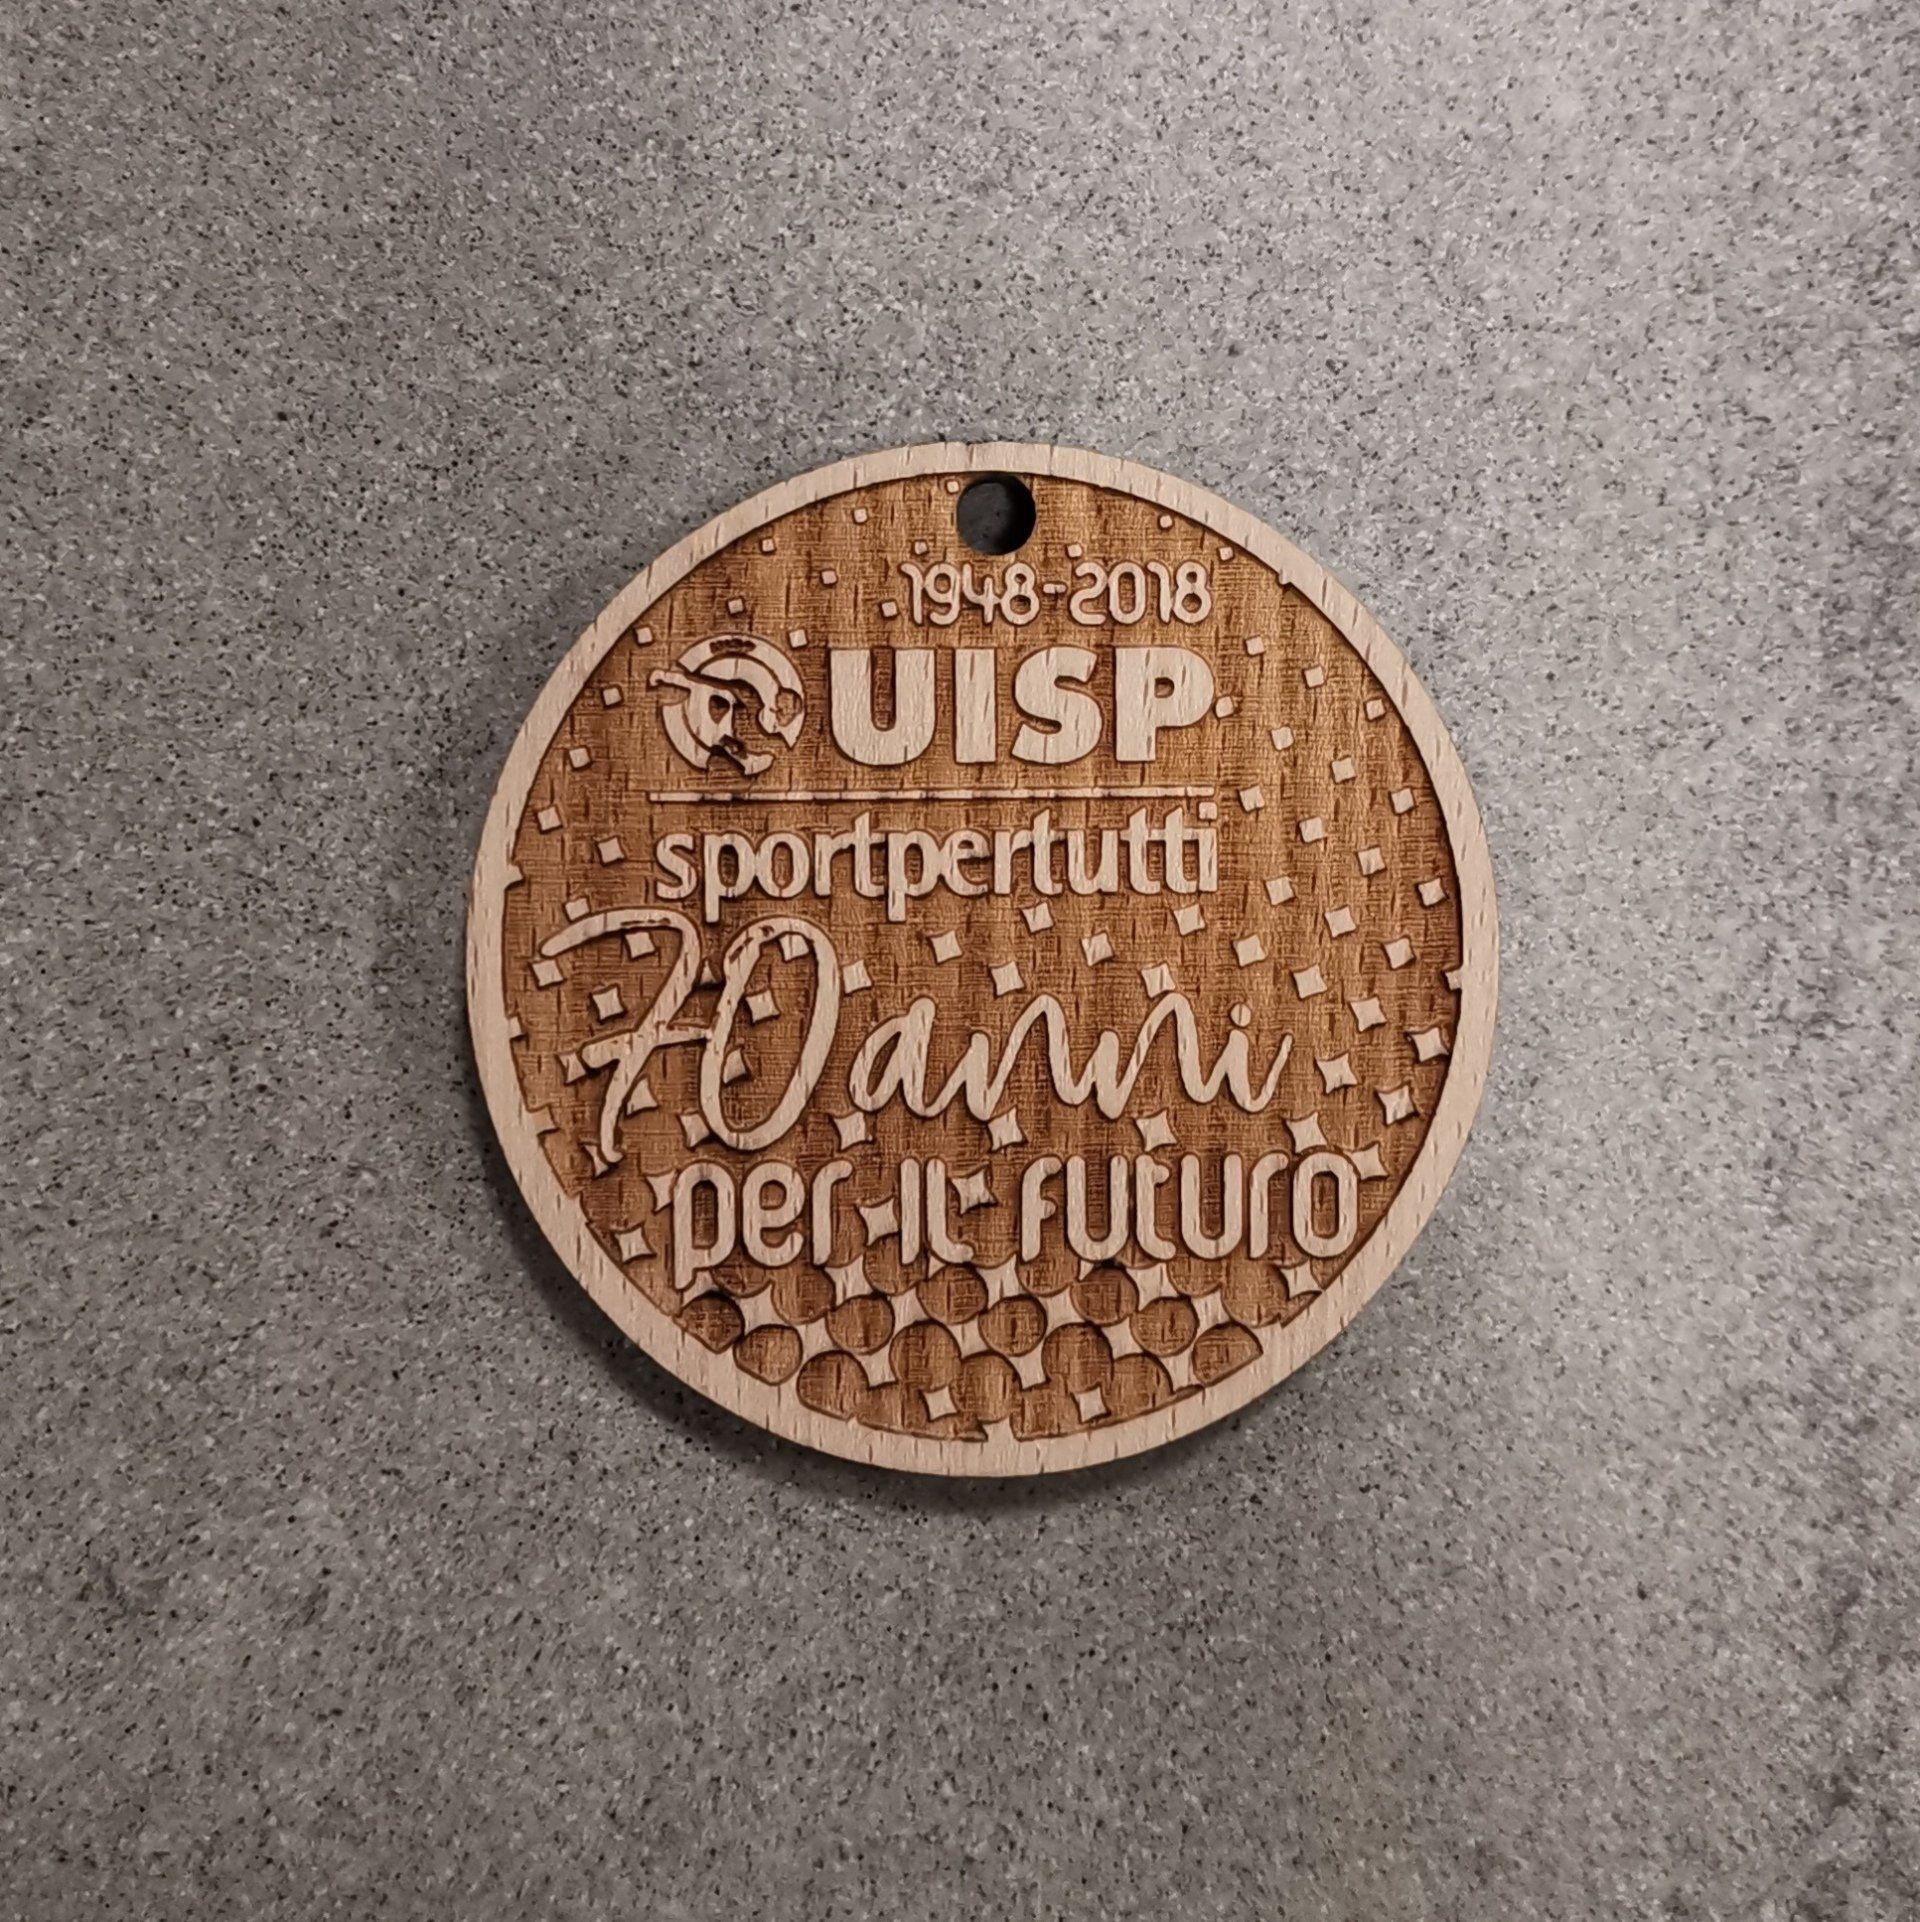 1948-2018
UISP
sportpertutti
70 anni
per il futuro